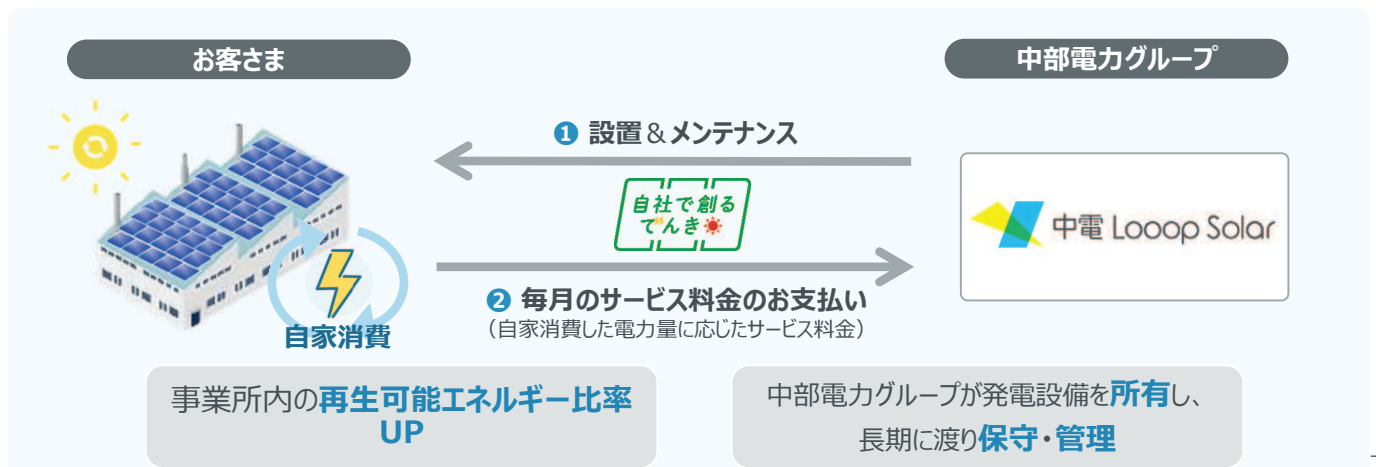 お客さま
中部電力グループ
❶ 設置＆メンテナンス
自社で創る
でんき
中電 Looop Solar
❷ 毎月のサービス料金のお支払い
（自家消費した電力量に応じたサービス料金）
自家消費
事業所内の再生可能エネルギー比率
UP
中部電力グループが発電設備を所有し、
長期に渡り保守・管理